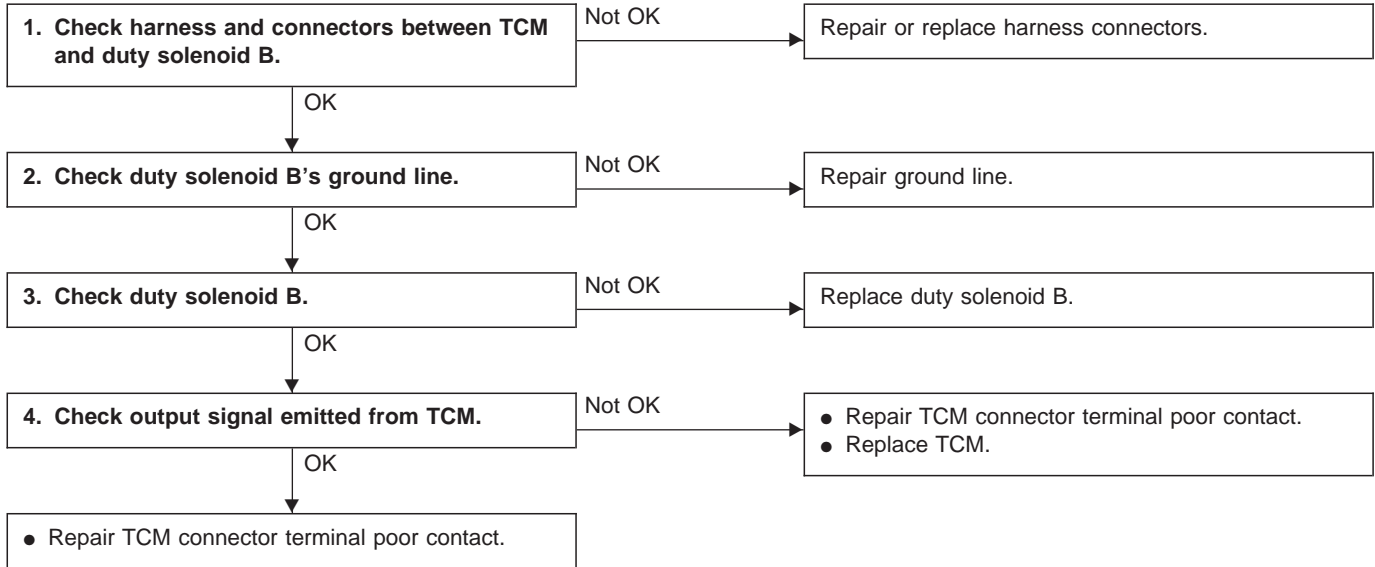 1. Check harness and connectors between TCM
and duty solenoid B.
Not OK
Repair or replace harness connectors.
OK
2. Check duty solenoid B’s ground line.
Not OK
Repair ground line.
OK
3. Check duty solenoid B.
Not OK
Replace duty solenoid B.
OK
4. Check output signal emitted from TCM.
Not OK
● Repair TCM connector terminal poor contact.
● Replace TCM.
OK
● Repair TCM connector terminal poor contact.